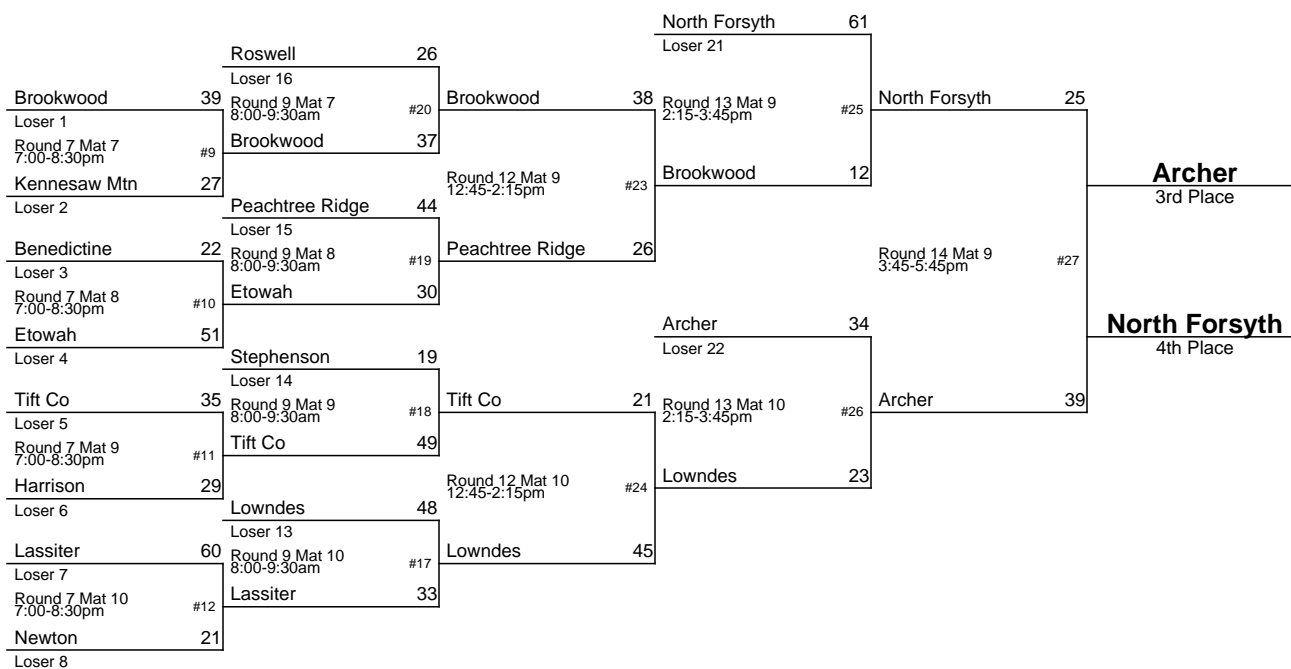 North Forsyth 61
Loser 21
Roswell 26
Loser 16
Brookwood 39
Loser 1
Round 7 Mat 7
7:00-8:30pm
#9
Kennesaw Mtn 27
Loser 2
Round 9 Mat 7
8:00-9:30am
#20
Brookwood 37
Brookwood 38
Round 13 Mat 9
2:15-3:45pm
#25
North Forsyth 25
Round 12 Mat 9
12:45-2:15pm
#23
Brookwood 12
Archer
3rd Place
Peachtree Ridge 44
Loser 15
Benedictine 22
Loser 3
Round 7 Mat 8
7:00-8:30pm
#10
Etowah 51
Loser 4
Round 9 Mat 8
8:00-9:30am
#19
Etowah 30
Peachtree Ridge 26
Round 14 Mat 9
3:45-5:45pm
#27
Archer 34
Loser 22
North Forsyth
4th Place
Stephenson 19
Loser 14
Tift Co 35
Loser 5
Round 7 Mat 9
7:00-8:30pm
#11
Harrison 29
Loser 6
Round 9 Mat 9
8:00-9:30am
#18
Tift Co 49
Tift Co 21
Round 13 Mat 10
2:15-3:45pm
#26
Archer 39
Round 12 Mat 10
12:45-2:15pm
#24
Lowndes 23
Lowndes 48
Loser 13
Lassiter 60
Loser 7
Round 7 Mat 10
7:00-8:30pm
#12
Newton 21
Loser 8
Round 9 Mat 10
8:00-9:30am
#17
Lassiter 33
Lowndes 45